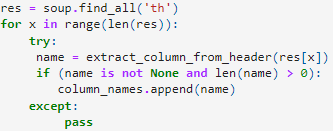 res = soup.find_all('th')
for x in range(len(res)):
    try:
     name = extract_column_from_header(res[x])
     if (name is not None and len(name) > 0):
        column_names.append(name)
    except:
         pass